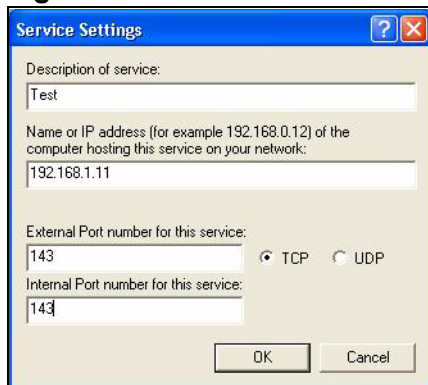 Service Settings
Description of service:
Test
Name or IP address (for example 192.168.0.12) of the
computer hosting this service on your network:
192.168.1.11
External Port number for this service:
143
TCP
UDP
Internal Port number for this service:
143
OK
Cancel